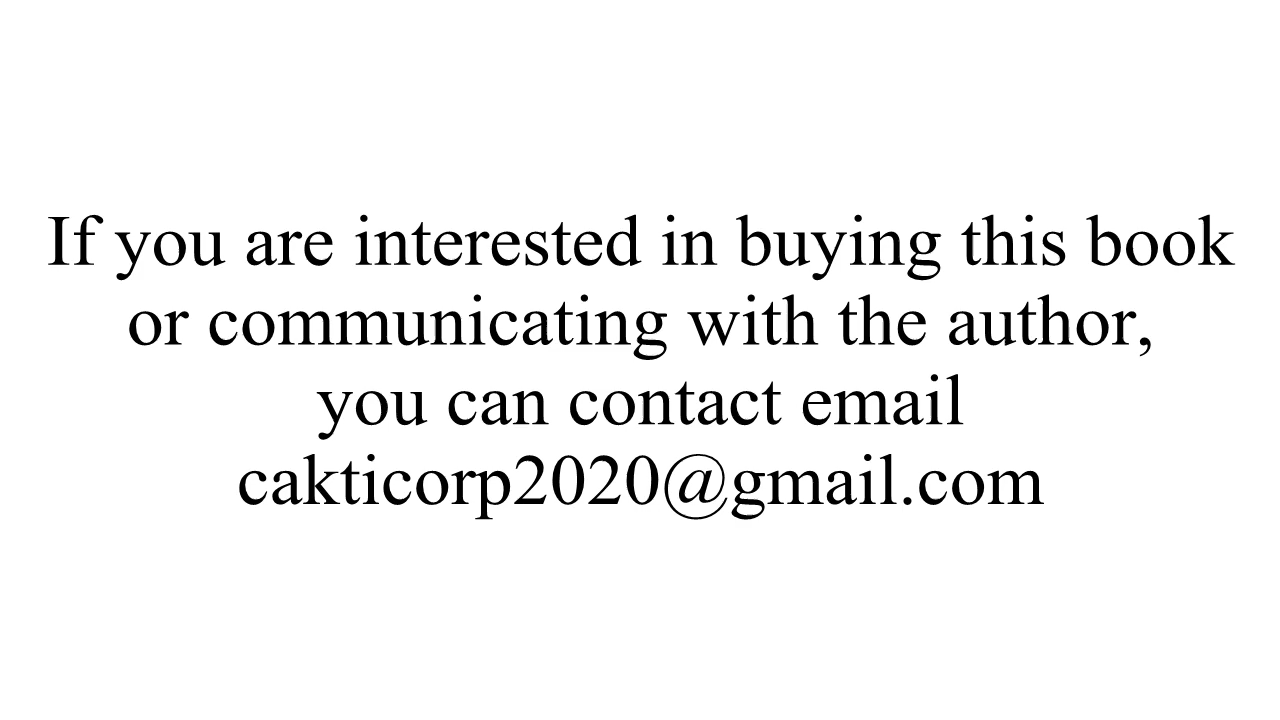 If you are interested in buying this book
or communicating with the author,
you can contact email
cakticorp2020@gmail.com